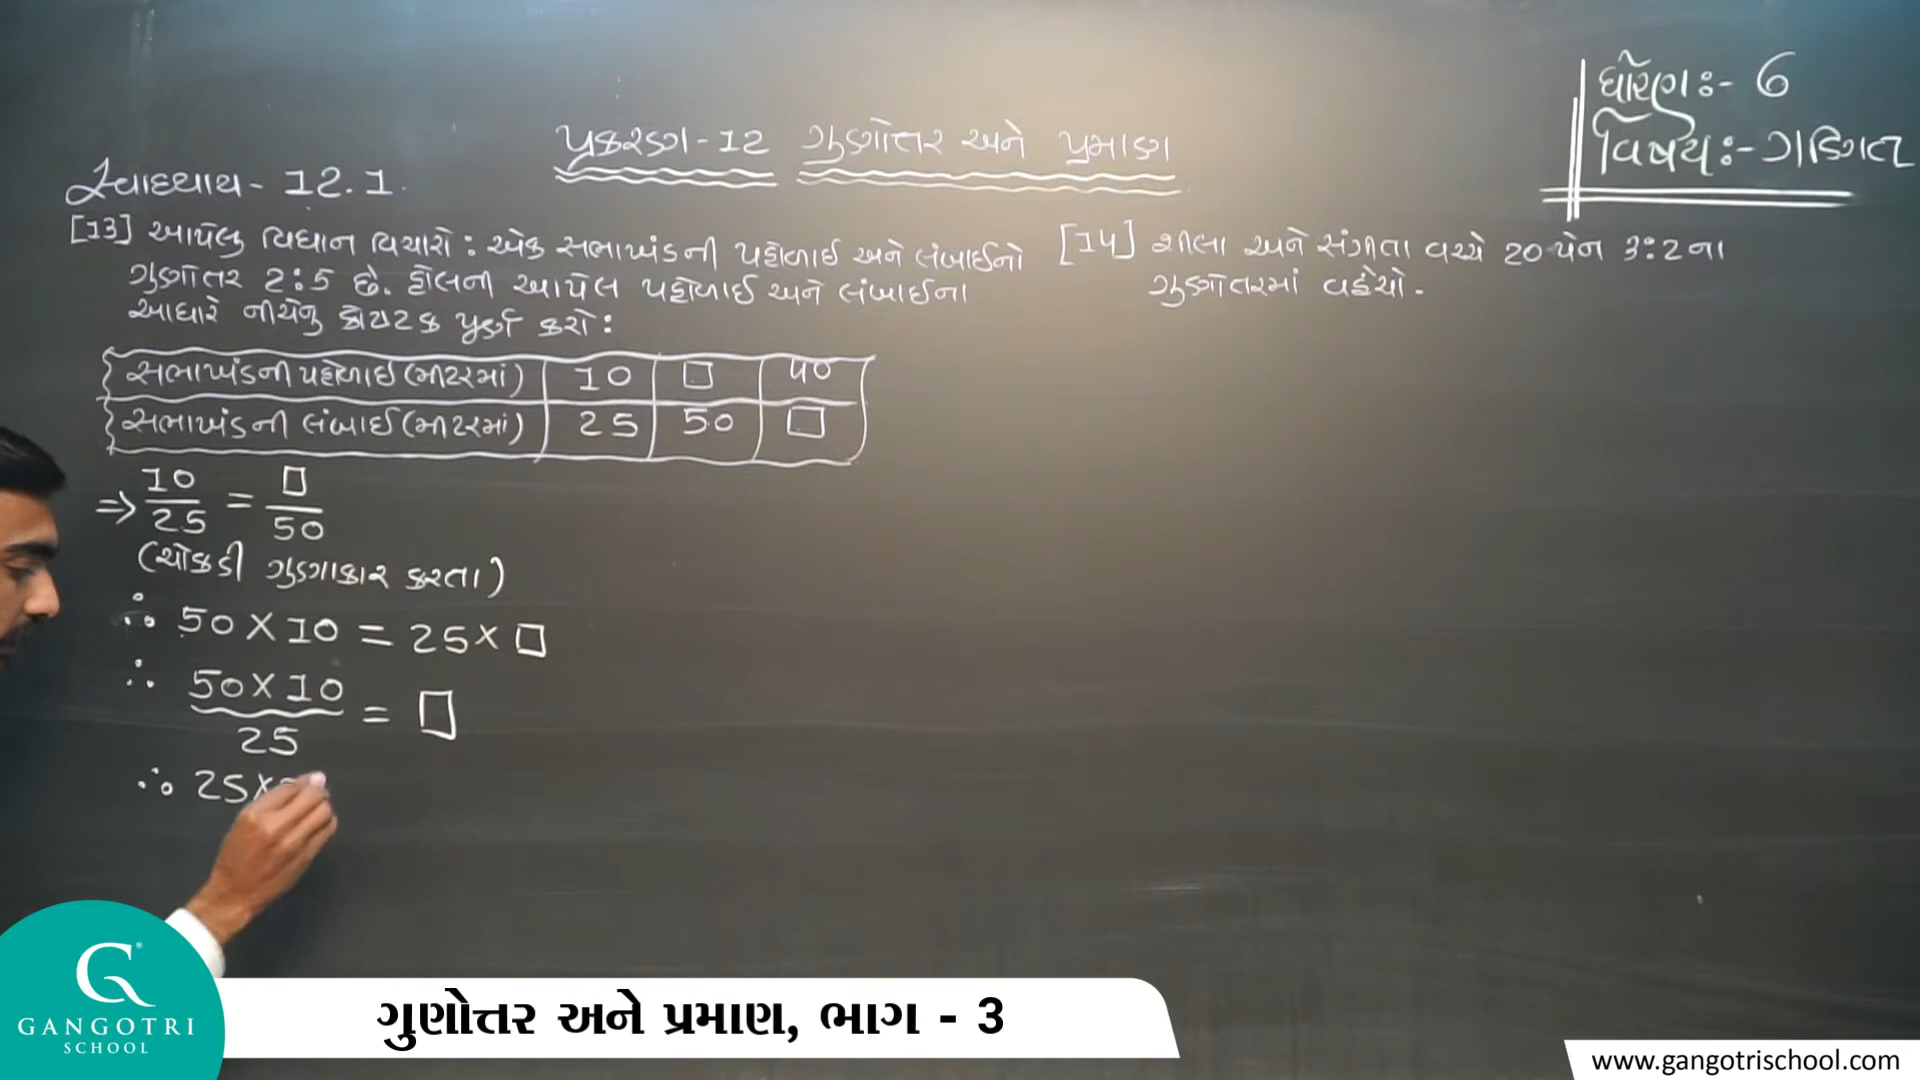 ધોરણ:- 6
વિષય:- ગણિત
પ્રકરણ-12 ગુણોત્તર અને પ્રમાણ
સ્વાધ્યાય- 12.1
[13] આપેલુ વિધાન વિચારો: એક સભાખંડની પહોળાઈ અને લંબાઈનો
ગુણોત્તર 2:5 છે. હોલની આપેલ પહોળાઈ અને લંબાઈના
આધારે નીચેનુ કોષ્ટક પૂર્ણ કરો:
સભાખંડની પહોળાઈ (મીટરમાં) 10 □ 40
સભાખંડની લંબાઈ (મીટરમાં) 25 50 □
⇒ 10/25 = □/50
(ચોકડી ગુણાકાર કરતા)
∴ 50 × 10 = 25 × □
∴ 50 × 10 / 25 = □
∴ 25 ×
[14] શીલા અને સંગીતા વચ્ચે 20 પેન 3:2ના
ગુણોત્તરમાં વહેંચો.
GANGOTRI
SCHOOL
ગુણોત્તર અને પ્રમાણ, ભાગ - 3
www.gangotrischool.com